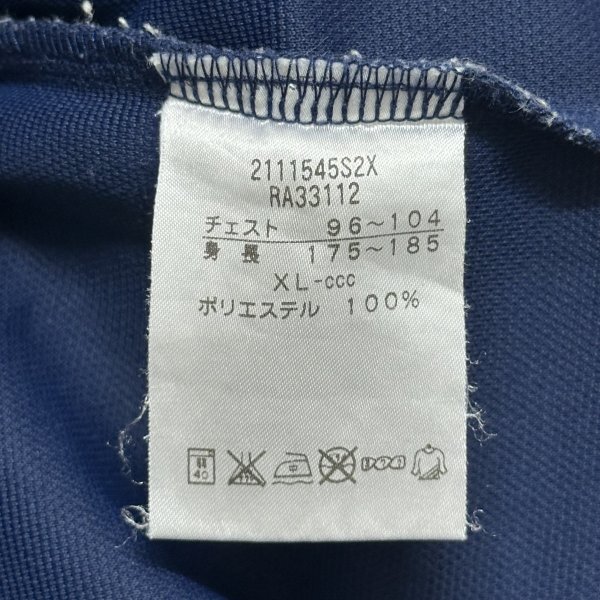 2111545S2X
RA33112
チェスト 96～104
身長 175～185
XL-ccc
ポリエステル 100%
40
中